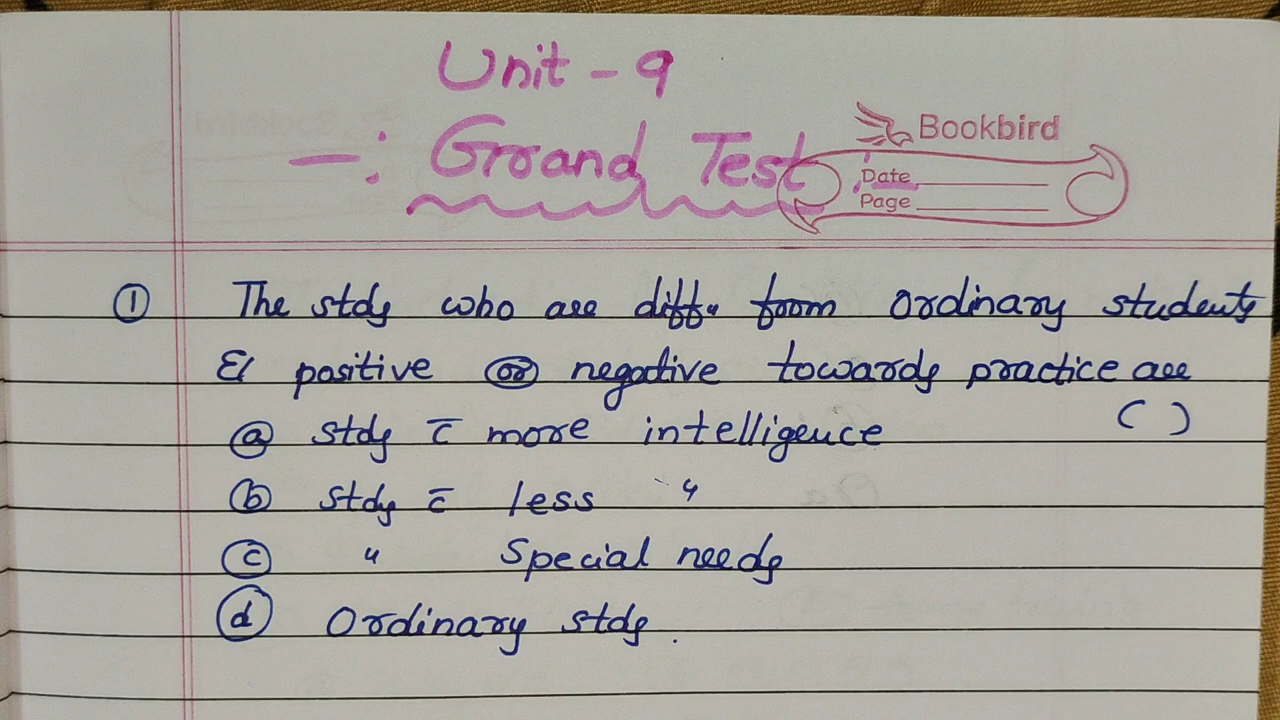 Unit - 9
-: Grand Test :-
Bookbird
Date
Page
① The stds who are diff. from ordinary students
& positive or negative towards practice are
( )
ⓐ stds c̄ more intelligence
ⓑ stds c̄ less "
ⓒ " Special needs
ⓓ Ordinary stds.